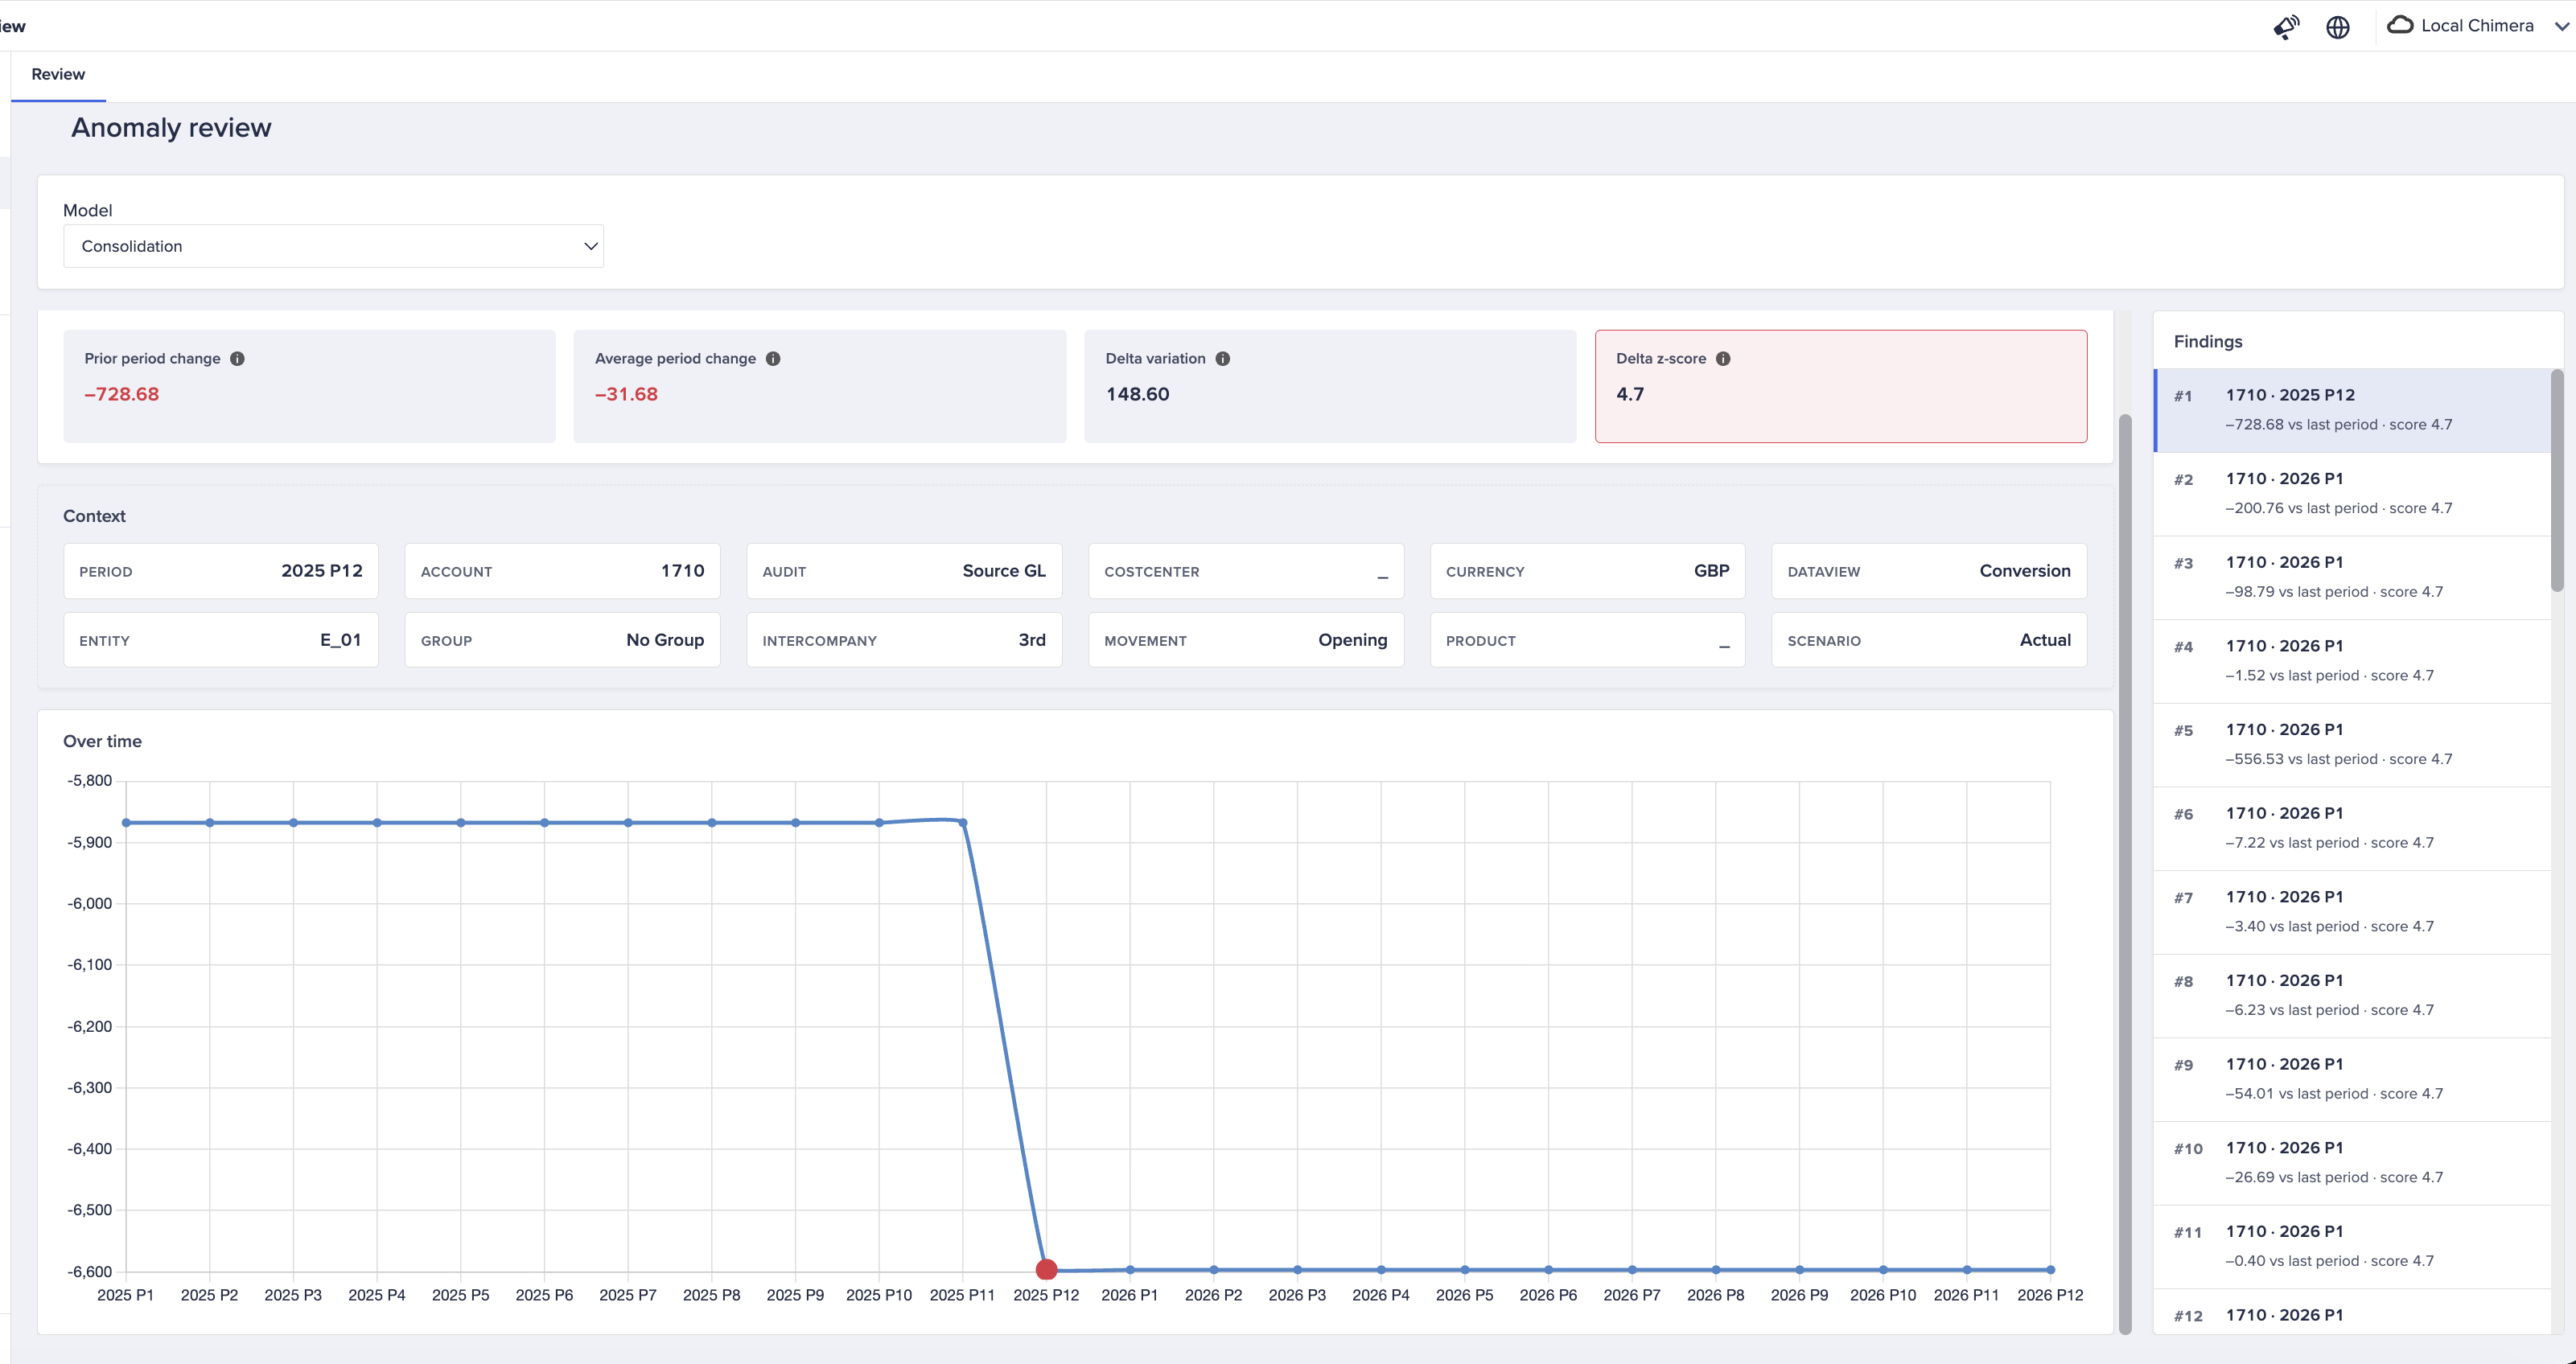 iew
Local Chimera
Review
Anomaly review
Model
Consolidation
Prior period change
–728.68
Average period change
–31.68
Delta variation
148.60
Delta z-score
4.7
Context
PERIOD 2025 P12
ACCOUNT 1710
AUDIT Source GL
COSTCENTER _
CURRENCY GBP
DATAVIEW Conversion
ENTITY E_01
GROUP No Group
INTERCOMPANY 3rd
MOVEMENT Opening
PRODUCT _
SCENARIO Actual
Over time
-5,800
-5,900
-6,000
-6,100
-6,200
-6,300
-6,400
-6,500
-6,600
2025 P1 2025 P2 2025 P3 2025 P4 2025 P5 2025 P6 2025 P7 2025 P8 2025 P9 2025 P10 2025 P11 2025 P12 2026 P1 2026 P2 2026 P3 2026 P4 2026 P5 2026 P6 2026 P7 2026 P8 2026 P9 2026 P10 2026 P11 2026 P12
Findings
#1 1710 · 2025 P12
–728.68 vs last period · score 4.7
#2 1710 · 2026 P1
–200.76 vs last period · score 4.7
#3 1710 · 2026 P1
–98.79 vs last period · score 4.7
#4 1710 · 2026 P1
–1.52 vs last period · score 4.7
#5 1710 · 2026 P1
–556.53 vs last period · score 4.7
#6 1710 · 2026 P1
–7.22 vs last period · score 4.7
#7 1710 · 2026 P1
–3.40 vs last period · score 4.7
#8 1710 · 2026 P1
–6.23 vs last period · score 4.7
#9 1710 · 2026 P1
–54.01 vs last period · score 4.7
#10 1710 · 2026 P1
–26.69 vs last period · score 4.7
#11 1710 · 2026 P1
–0.40 vs last period · score 4.7
#12 1710 · 2026 P1